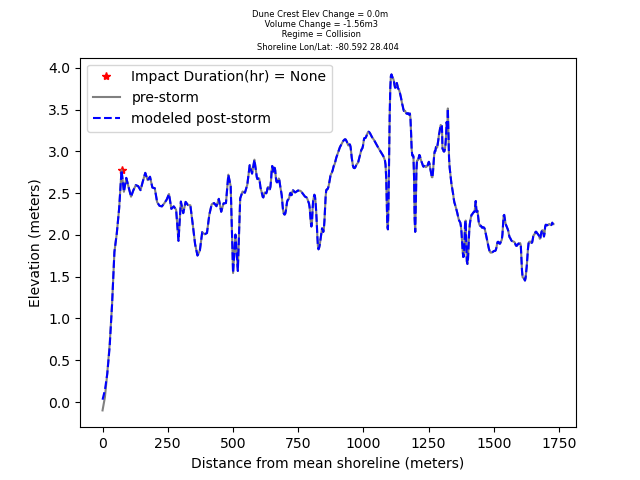 Dune Crest Elev Change = 0.0m
Volume Change = -1.56m3
Regime = Collision
Shoreline Lon/Lat: -80.592 28.404
Impact Duration(hr) = None
pre-storm
modeled post-storm
4.0
3.5
3.0
2.5
2.0
1.5
1.0
0.5
0.0
Elevation (meters)
0 250 500 750 1000 1250 1500 1750
Distance from mean shoreline (meters)